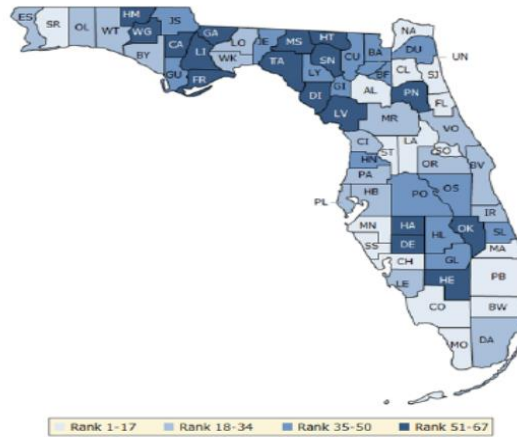 HM
JS
ES
SR
OL
WT
WG
CA
GA
LI
GU
FR
BY
LO
WK
JE
MS
TA
HT
SN
LY
DI
LV
CU
GI
BA
BF
AL
NA
DU
UN
CL
SJ
PN
FL
MR
VO
LA
CI
ST
SO
HN
OR
BV
PA
PL
HB
PO
OS
IR
MN
HA
HL
OK
SL
SS
DE
GL
MA
CH
LE
HE
PB
CO
BW
MO
DA
Rank 1-17 Rank 18-34 Rank 35-50 Rank 51-67